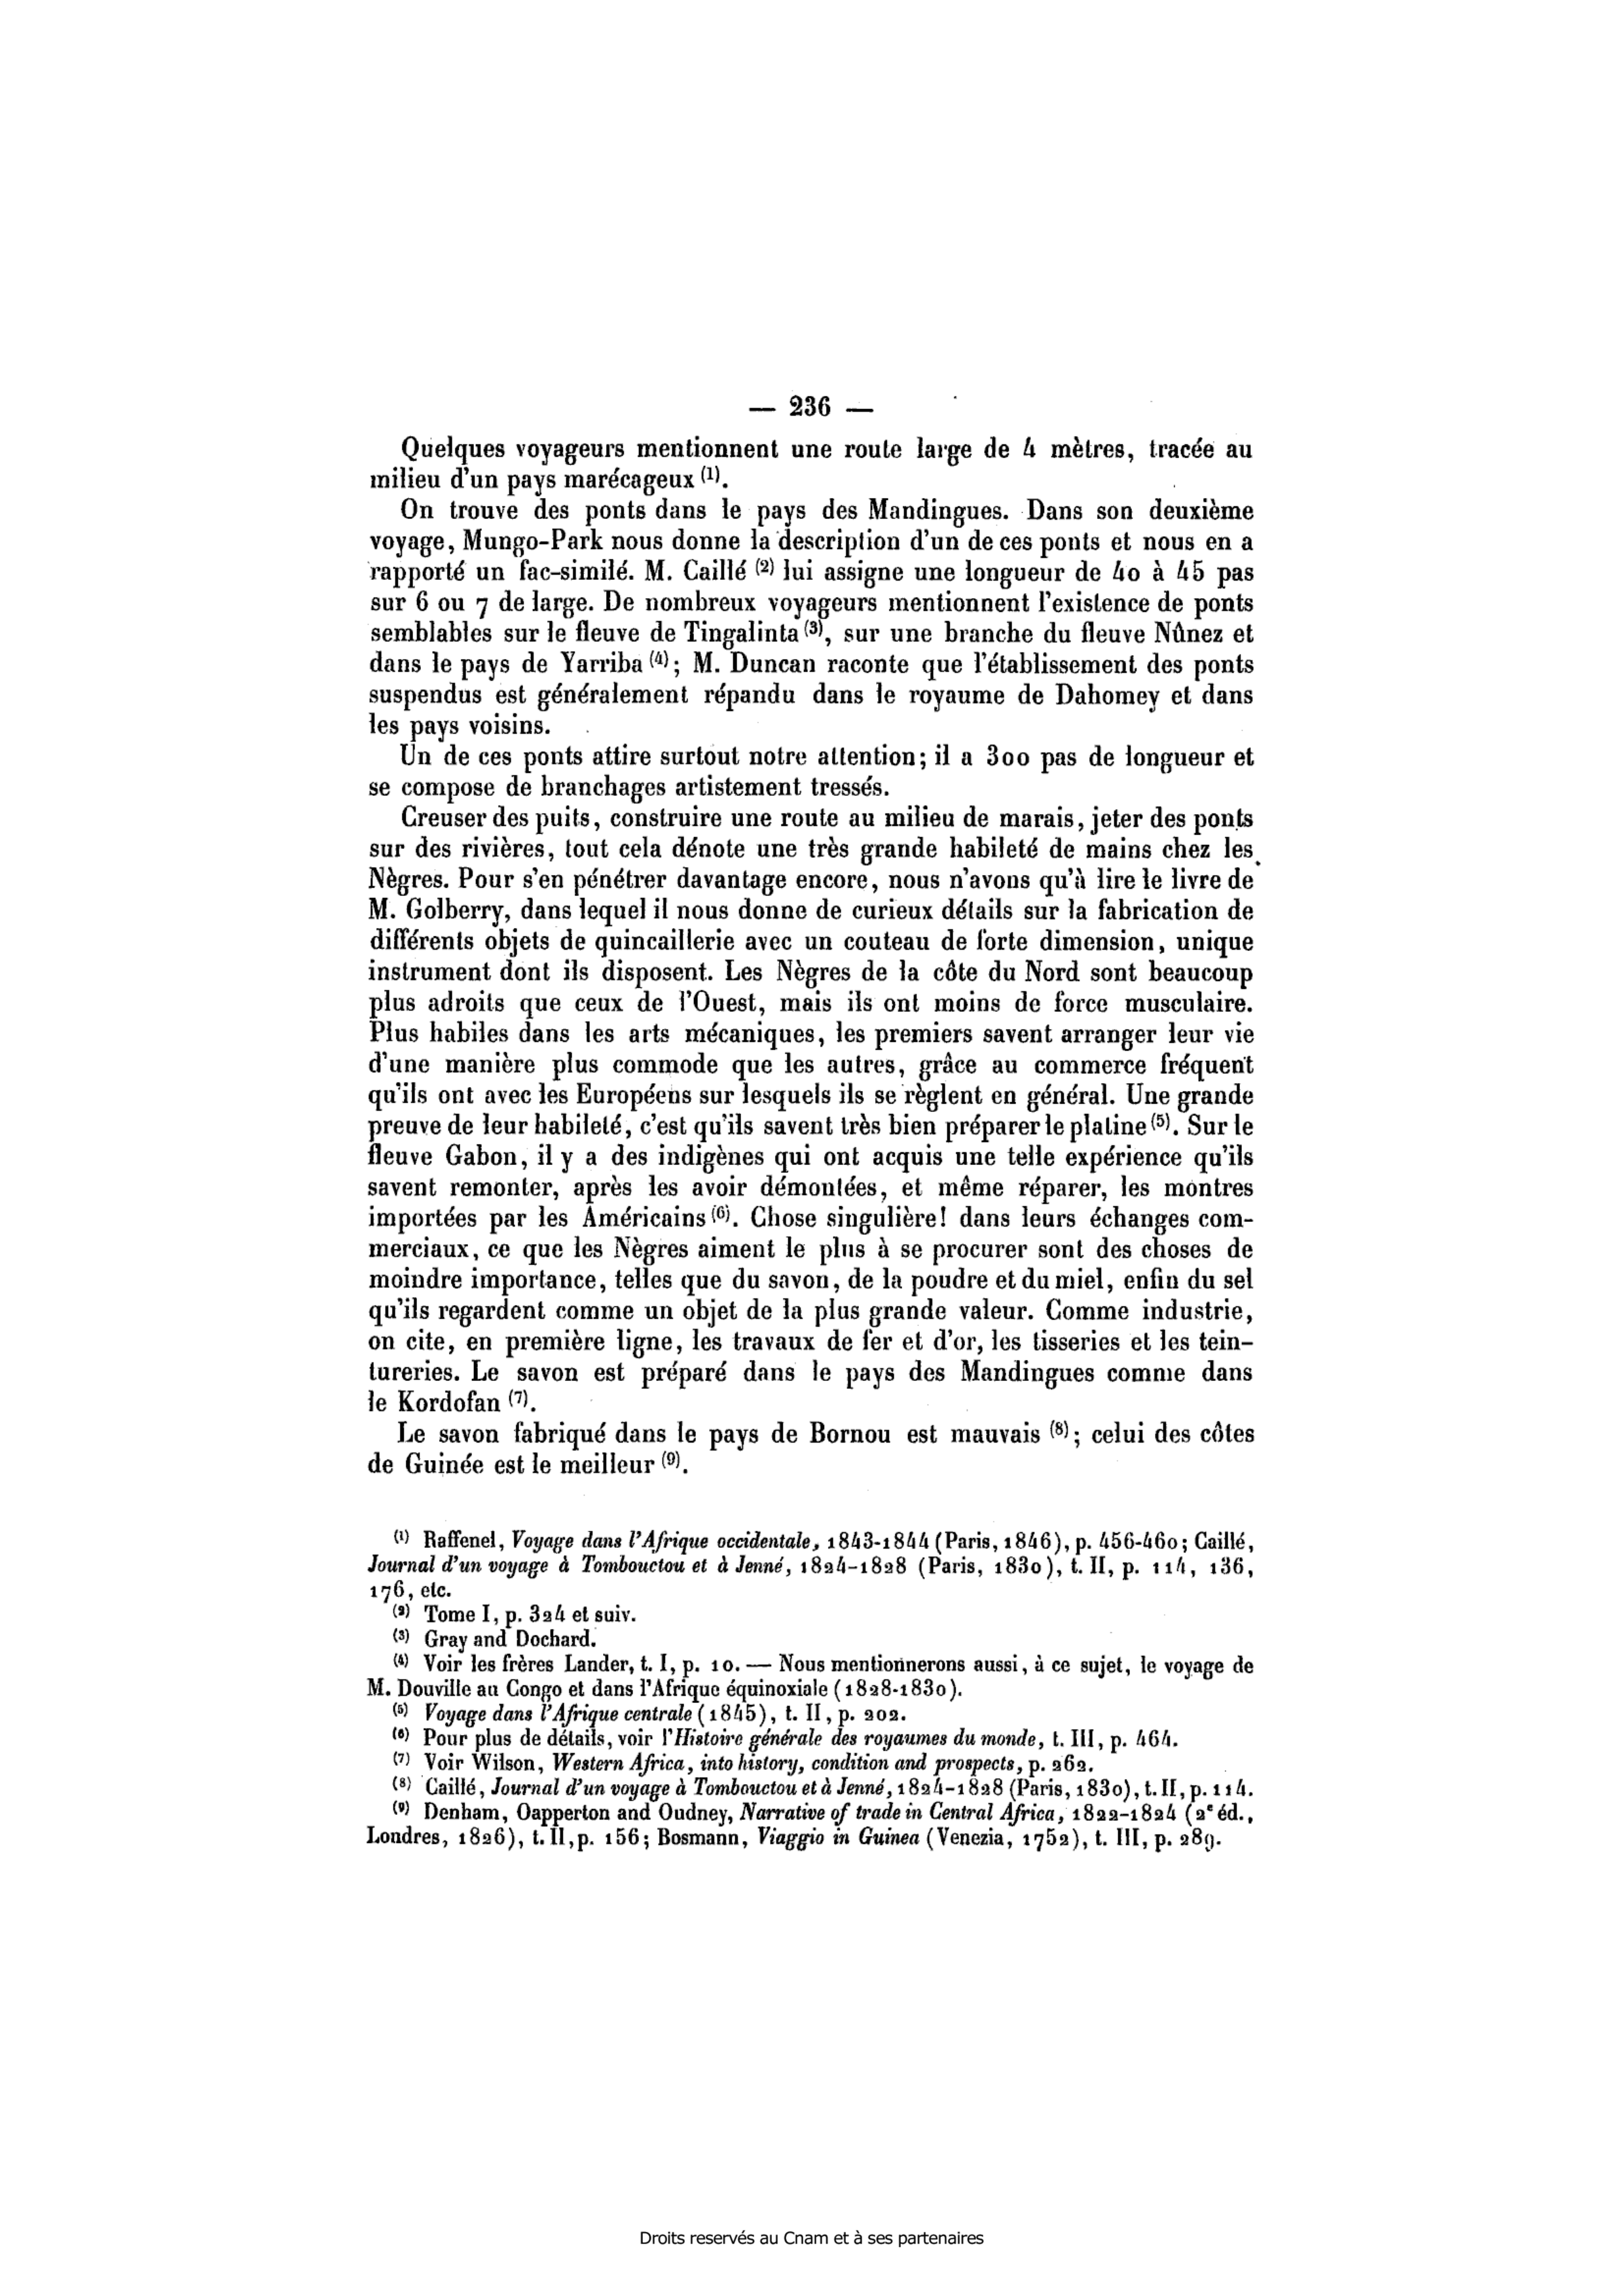 — 236 —
Quelques voyageurs mentionnent une route large de 4 mètres, tracée au
milieu d'un pays marécageux (1).
On trouve des ponts dans le pays des Mandingues. Dans son deuxième
voyage, Mungo-Park nous donne la description d'un de ces ponts et nous en a
rapporté un fac-similé. M. Caillé (2) lui assigne une longueur de 40 à 45 pas
sur 6 ou 7 de large. De nombreux voyageurs mentionnent l'existence de ponts
semblables sur le fleuve de Tingalinta (3), sur une branche du fleuve Nûnez et
dans le pays de Yarriba (4); M. Duncan raconte que l'établissement des ponts
suspendus est généralement répandu dans le royaume de Dahomey et dans
les pays voisins.
Un de ces ponts attire surtout notre attention; il a 300 pas de longueur et
se compose de branchages artistement tressés.
Creuser des puits, construire une route au milieu de marais, jeter des ponts
sur des rivières, tout cela dénote une très grande habileté de mains chez les
Nègres. Pour s'en pénétrer davantage encore, nous n'avons qu'à lire le livre de
M. Golberry, dans lequel il nous donne de curieux détails sur la fabrication de
différents objets de quincaillerie avec un couteau de forte dimension, unique
instrument dont ils disposent. Les Nègres de la côte du Nord sont beaucoup
plus adroits que ceux de l'Ouest, mais ils ont moins de force musculaire.
Plus habiles dans les arts mécaniques, les premiers savent arranger leur vie
d'une manière plus commode que les autres, grâce au commerce fréquent
qu'ils ont avec les Européens sur lesquels ils se règlent en général. Une grande
preuve de leur habileté, c'est qu'ils savent très bien préparer le platine (5). Sur le
fleuve Gabon, il y a des indigènes qui ont acquis une telle expérience qu'ils
savent remonter, après les avoir démontées, et même réparer, les montres
importées par les Américains (6). Chose singulière! dans leurs échanges com-
merciaux, ce que les Nègres aiment le plus à se procurer sont des choses de
moindre importance, telles que du savon, de la poudre et du miel, enfin du sel
qu'ils regardent comme un objet de la plus grande valeur. Comme industrie,
on cite, en première ligne, les travaux de fer et d'or, les tisseries et les tein-
tureries. Le savon est préparé dans le pays des Mandingues comme dans
le Kordofan (7).
Le savon fabriqué dans le pays de Bornou est mauvais (8); celui des côtes
de Guinée est le meilleur (9).
(1) Raffenel, Voyage dans l'Afrique occidentale, 1843-1844 (Paris, 1846), p. 456-460; Caillé,
Journal d'un voyage à Tombouctou et à Jenné, 1824-1828 (Paris, 1830), t. II, p. 114, 136,
176, etc.
(2) Tome I, p. 324 et suiv.
(3) Gray and Dochard.
(4) Voir les frères Lander, t. I, p. 10. — Nous mentionnerons aussi, à ce sujet, le voyage de
M. Douville au Congo et dans l'Afrique équinoxiale (1828-1830).
(5) Voyage dans l'Afrique centrale (1845), t. II, p. 202.
(6) Pour plus de détails, voir l'Histoire générale des royaumes du monde, t. III, p. 464.
(7) Voir Wilson, Western Africa, into history, condition and prospects, p. 262.
(8) Caillé, Journal d'un voyage à Tombouctou et à Jenné, 1824-1828 (Paris, 1830), t. II, p. 114.
(9) Denham, Oapperton and Oudney, Narrative of trade in Central Africa, 1822-1824 (2e éd.,
Londres, 1826), t. II, p. 156; Bosmann, Viaggio in Guinea (Venezia, 1752), t. III, p. 289.
Droits reservés au Cnam et à ses partenaires